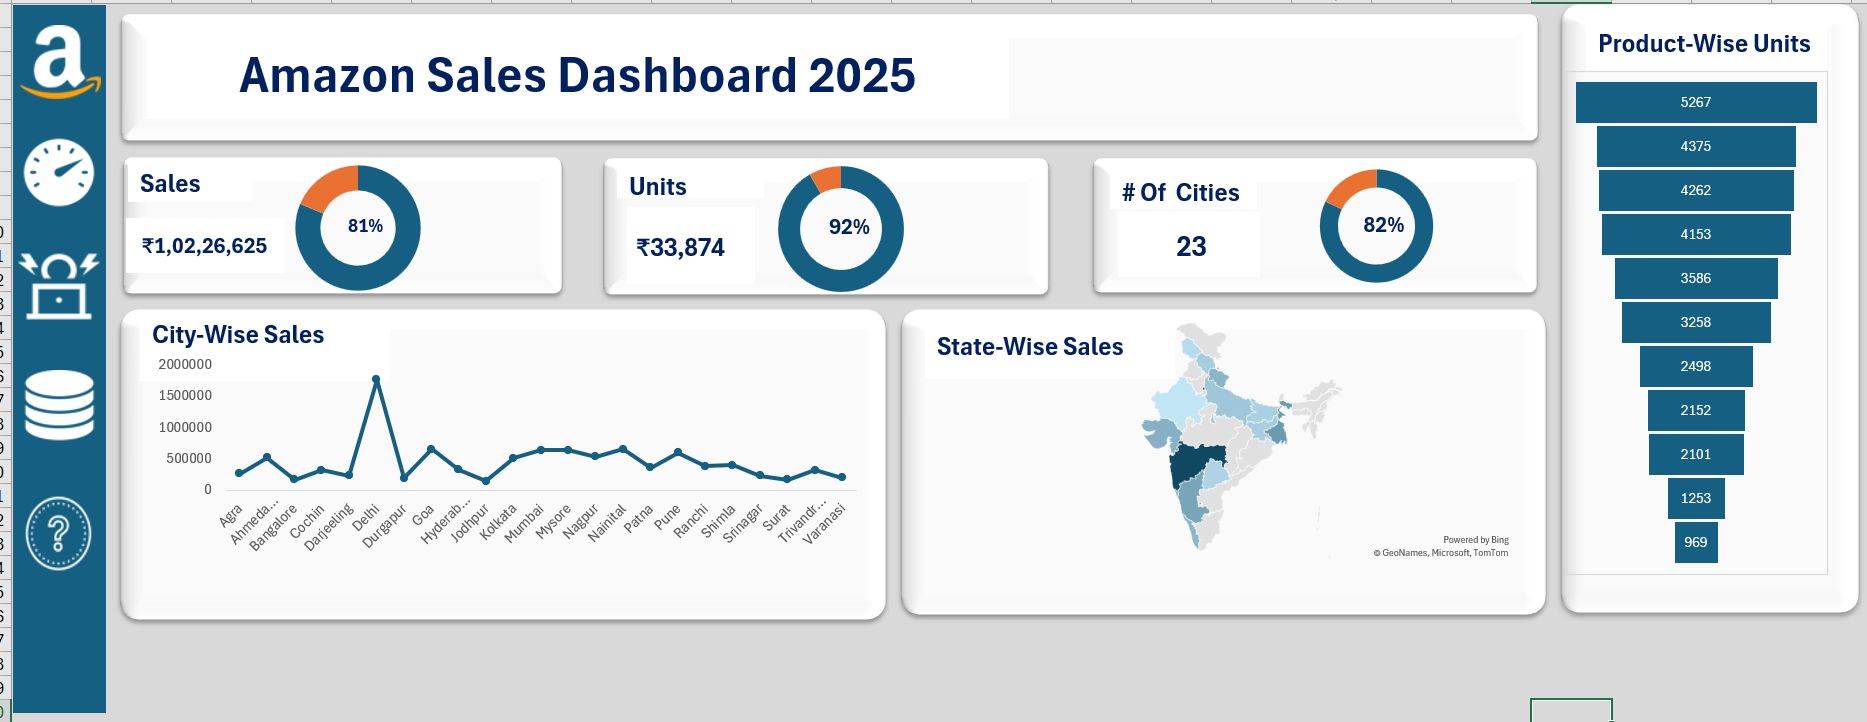 a
Amazon Sales Dashboard 2025
Sales
₹1,02,26,625
81%
Units
₹33,874
92%
# Of Cities
23
82%
City-Wise Sales
2000000
1500000
1000000
500000
0
Agra
Ahmeda...
Bangalore
Cochin
Darjeeling
Delhi
Durgapur
Goa
Hyderab...
Jodhpur
Kolkata
Mumbai
Mysore
Nagpur
Nainital
Patna
Pune
Ranchi
Shimla
Srinagar
Surat
Trivandr...
Varanasi
State-Wise Sales
Powered by Bing
© GeoNames, Microsoft, TomTom
Product-Wise Units
5267
4375
4262
4153
3586
3258
2498
2152
2101
1253
969
?